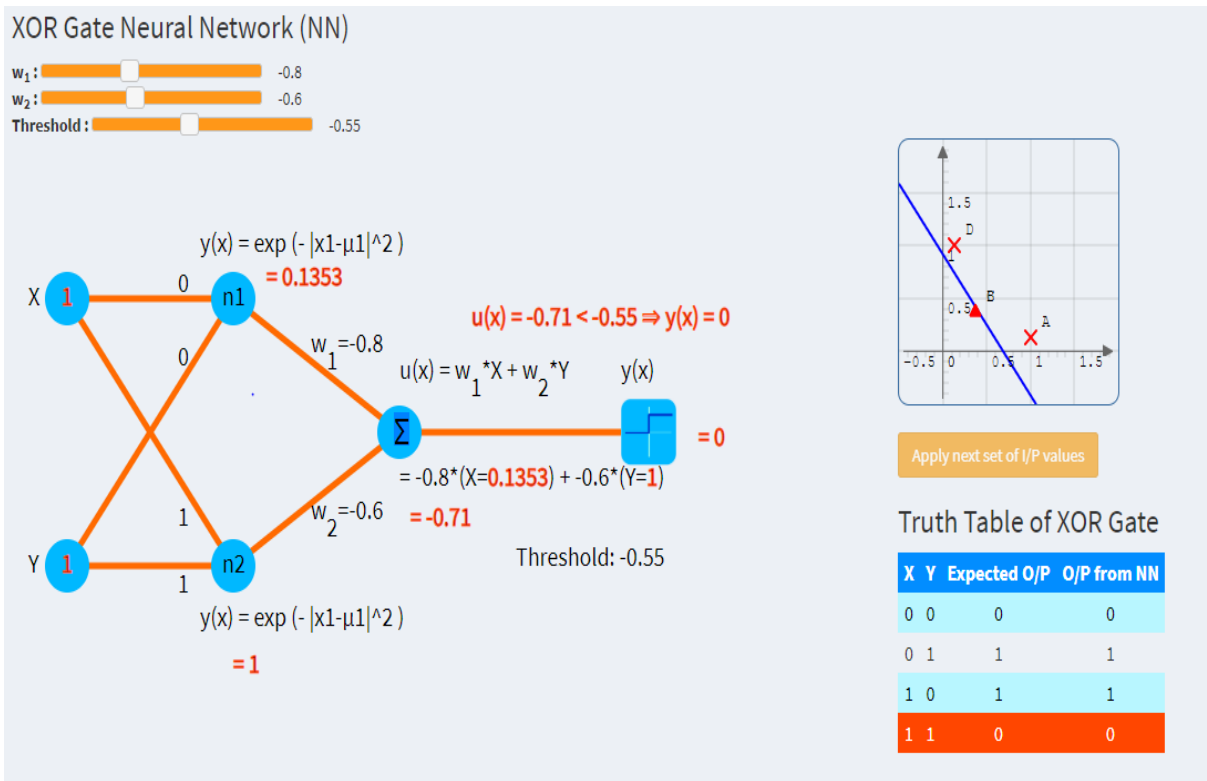 XOR Gate Neural Network (NN)
w1 : -0.8
w2 : -0.6
Threshold : -0.55
y(x) = exp (- |x1-μ1|^2 )
= 0.1353
X 1 0 n1
0
w1=-0.8
u(x) = -0.71 < -0.55 ⇒ y(x) = 0
u(x) = w1*X + w2*Y y(x)
Σ = 0
= -0.8*(X=0.1353) + -0.6*(Y=1)
= -0.71
w2=-0.6
Threshold: -0.55
1
Y 1 1 n2
y(x) = exp (- |x1-μ1|^2 )
= 1
1.5
D
1
B
0.5
A
-0.5 0 0.5 1 1.5
Apply next set of I/P values
Truth Table of XOR Gate
X Y Expected O/P O/P from NN
0 0 0 0
0 1 1 1
1 0 1 1
1 1 0 0